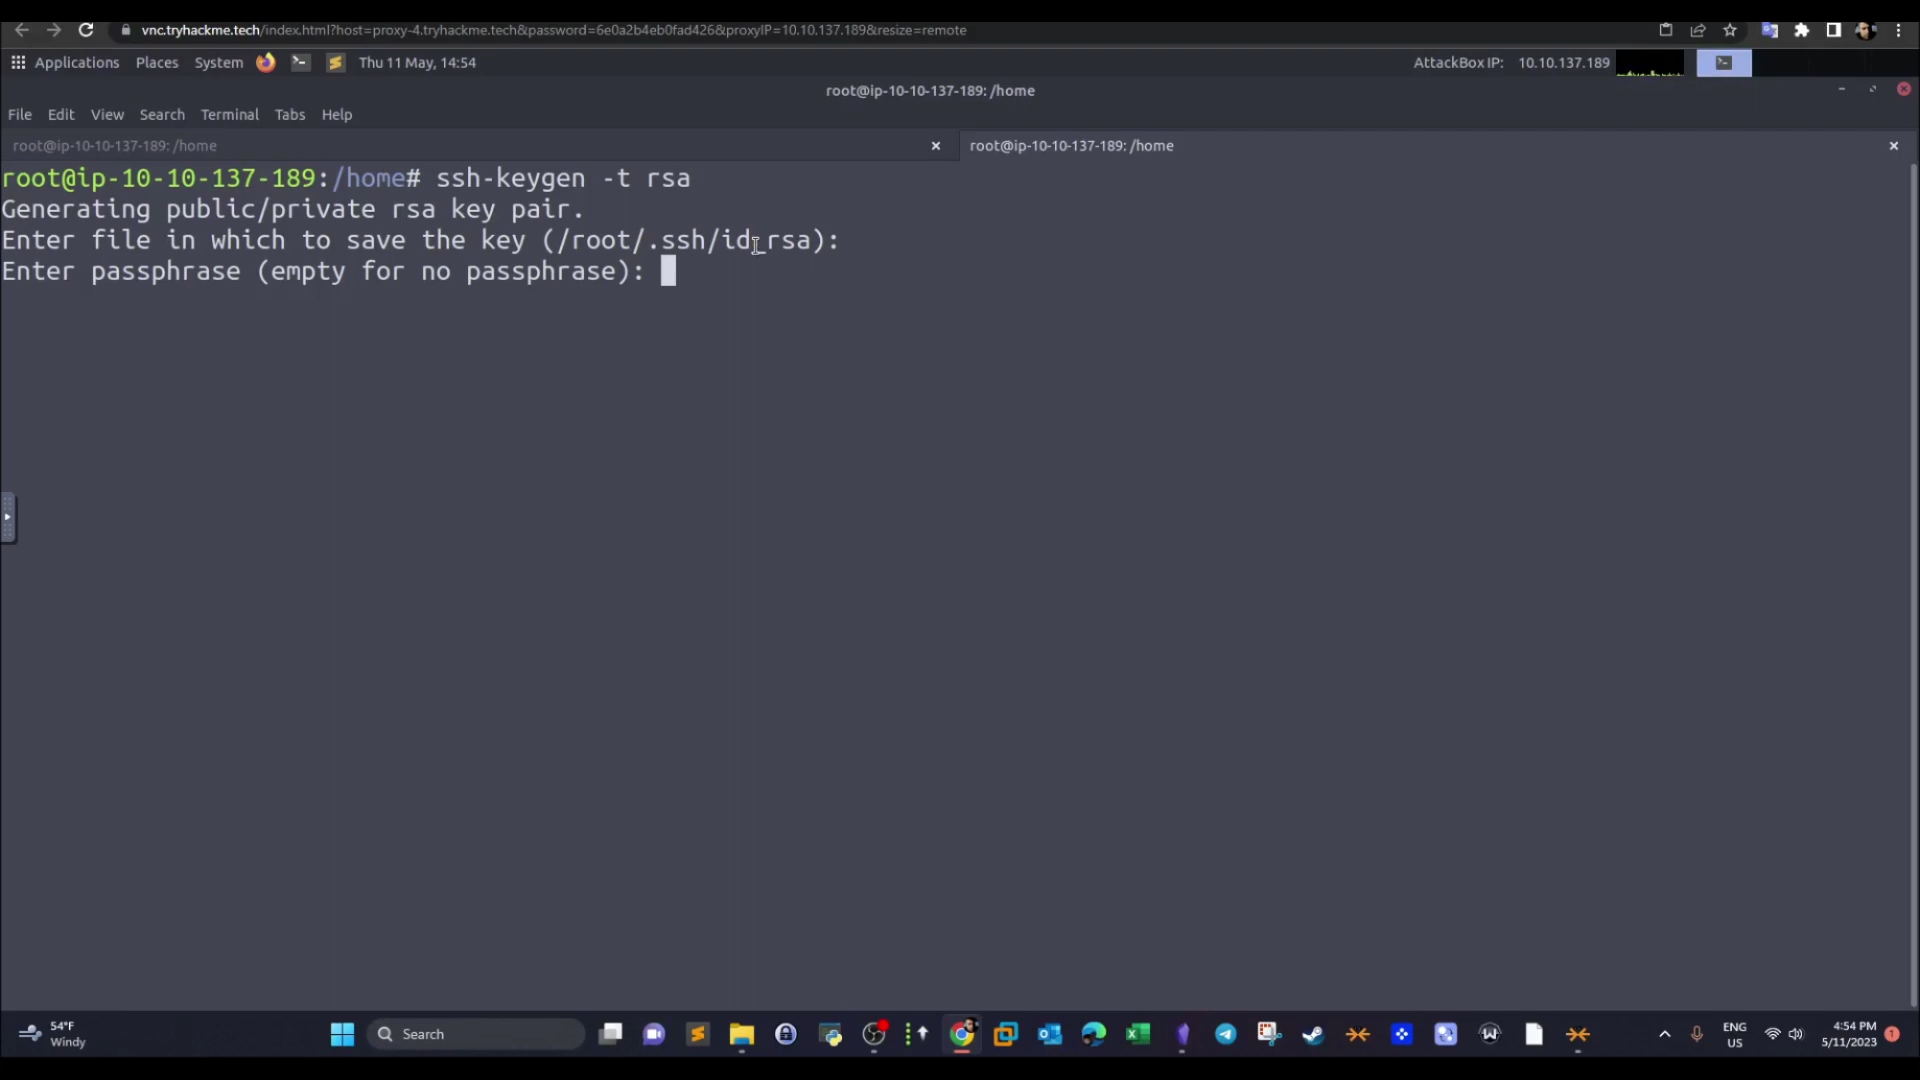 vnc.tryhackme.tech/index.html?host=proxy-4.tryhackme.tech&password=6e0a2b4eb0fad426&proxyIP=10.10.137.189&resize=remote
Applications Places System Thu 11 May, 14:54 AttackBox IP: 10.10.137.189
root@ip-10-10-137-189: /home
File Edit View Search Terminal Tabs Help
root@ip-10-10-137-189: /home root@ip-10-10-137-189: /home
root@ip-10-10-137-189:/home# ssh-keygen -t rsa
Generating public/private rsa key pair.
Enter file in which to save the key (/root/.ssh/id_rsa):
Enter passphrase (empty for no passphrase):
54°F
Windy
Search
ENG
US
4:54 PM
5/11/2023
1